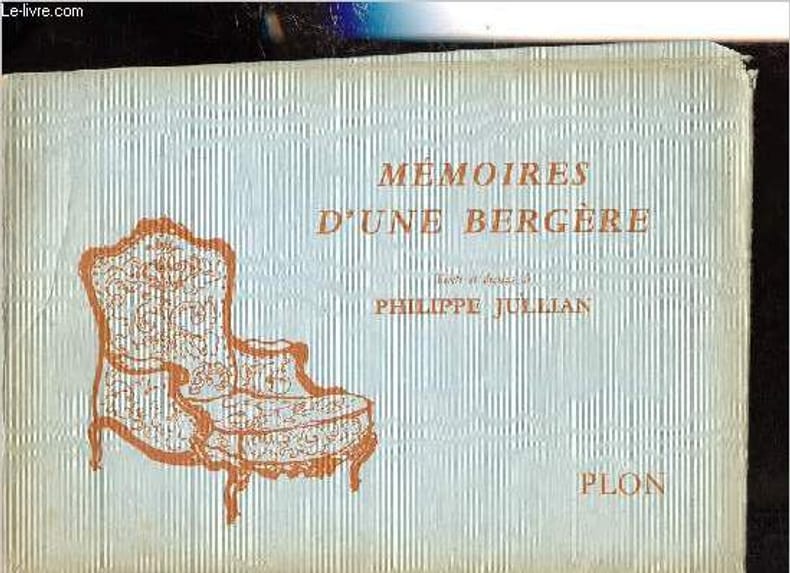 Le-livre.com
MÉMOIRES
D'UNE BERGÈRE
PHILIPPE JULLIAN
PLON